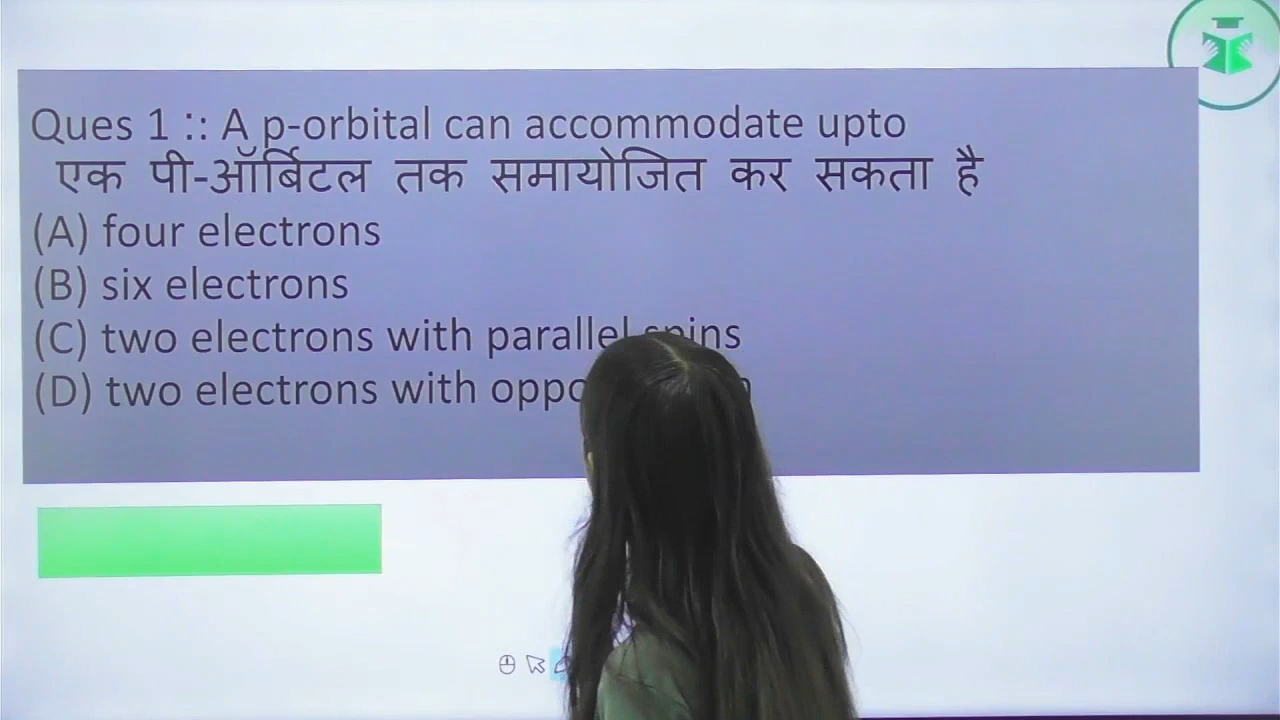 Ques 1 :: A p-orbital can accommodate upto
एक पी-ऑर्बिटल तक समायोजित कर सकता है
(A) four electrons
(B) six electrons
(C) two electrons with parallel spins
(D) two electrons with